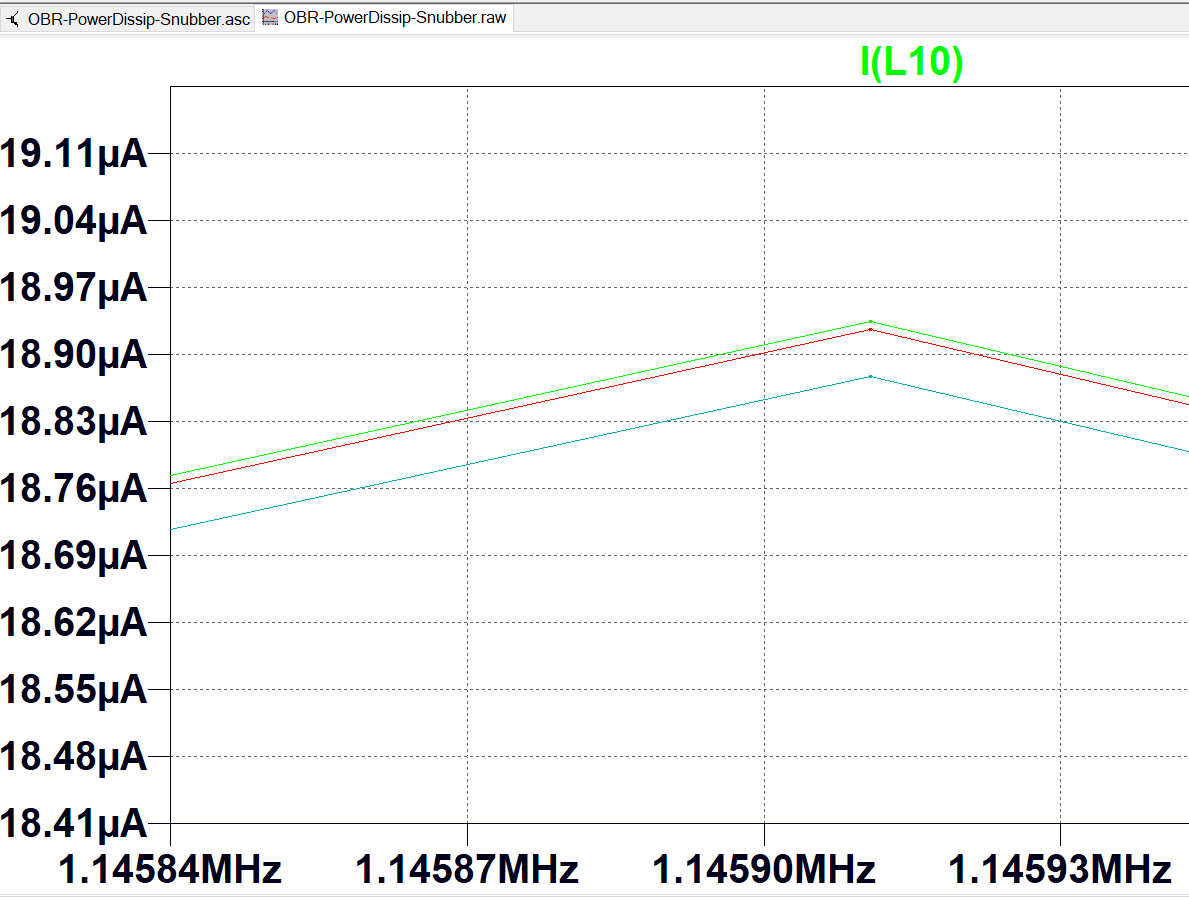 OBR-PowerDissip-Snubber.asc OBR-PowerDissip-Snubber.raw
I(L10)
19.11µA
19.04µA
18.97µA
18.90µA
18.83µA
18.76µA
18.69µA
18.62µA
18.55µA
18.48µA
18.41µA
1.14584MHz 1.14587MHz 1.14590MHz 1.14593MHz